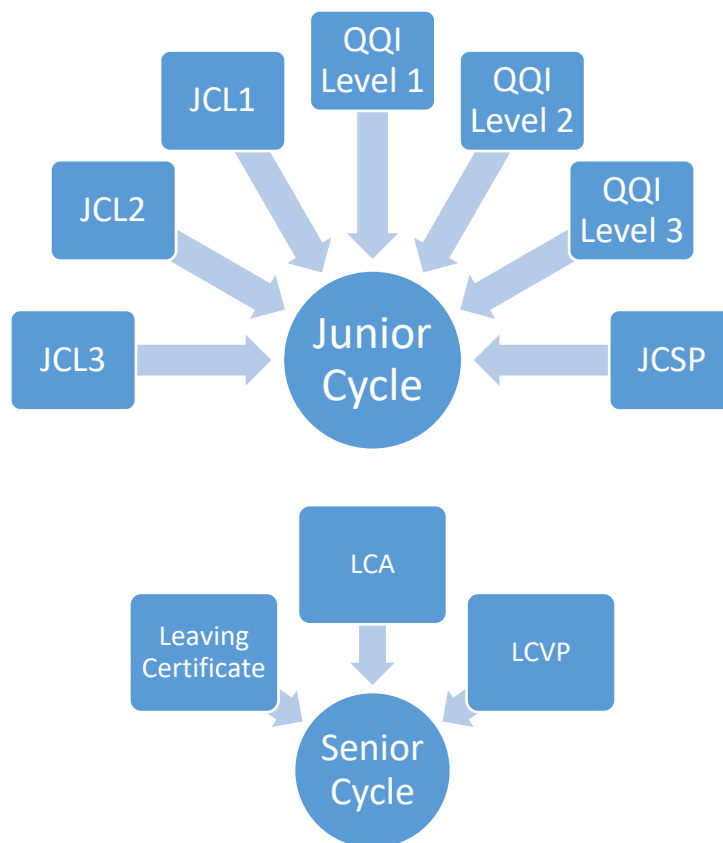 QQI
Level 1
JCL1
QQI
Level 2
JCL2
QQI
Level 3
JCL3
Junior
Cycle
JCSP
LCA
Leaving
Certificate
LCVP
Senior
Cycle